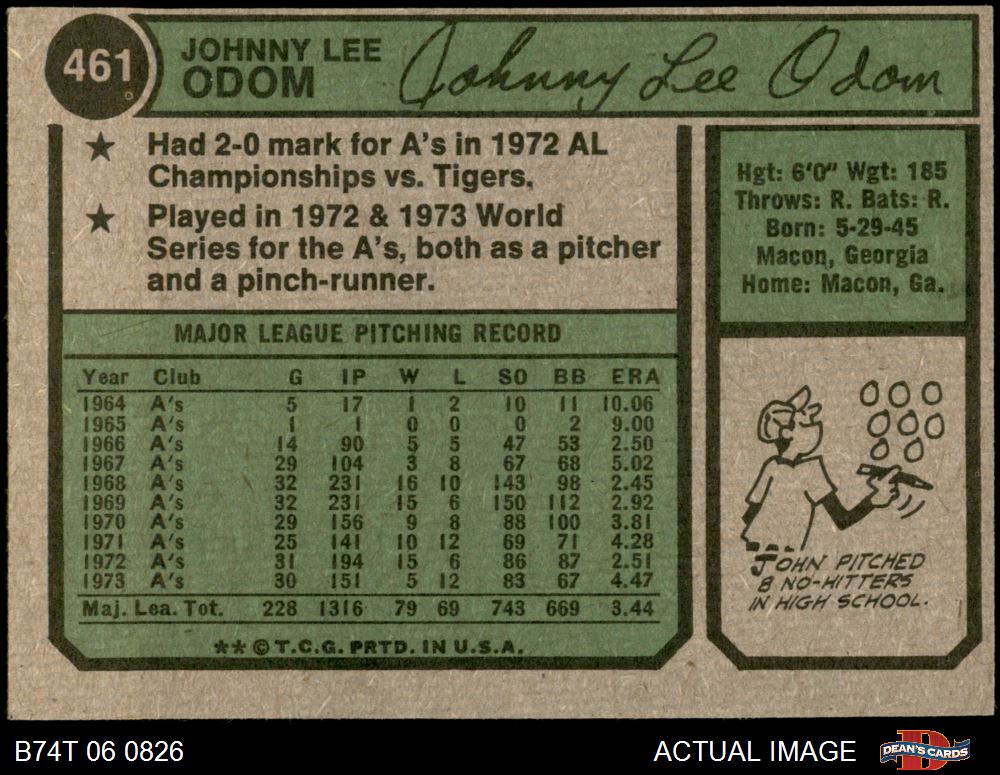 461
JOHNNY LEE
ODOM
Johnny Lee Odom
★ Had 2-0 mark for A's in 1972 AL
Championships vs. Tigers.
★ Played in 1972 & 1973 World
Series for the A's, both as a pitcher
and a pinch-runner.
Hgt: 6'0" Wgt: 185
Throws: R. Bats: R.
Born: 5-29-45
Macon, Georgia
Home: Macon, Ga.
MAJOR LEAGUE PITCHING RECORD
Year Club G IP W L SO BB ERA
1964 A's 5 17 1 2 10 11 10.06
1965 A's 1 1 0 0 0 2 9.00
1966 A's 14 90 5 5 47 53 2.50
1967 A's 29 104 3 8 67 68 5.02
1968 A's 32 231 16 10 143 98 2.45
1969 A's 32 231 15 6 150 112 2.92
1970 A's 29 156 9 8 88 100 3.81
1971 A's 25 141 10 12 69 71 4.28
1972 A's 31 194 15 6 86 87 2.51
1973 A's 30 151 5 12 83 67 4.47
Maj. Lea. Tot. 228 1316 79 69 743 669 3.44
** © T.C.G. PRTD. IN U.S.A.
JOHN PITCHED
8 NO-HITTERS
IN HIGH SCHOOL.
B74T 06 0826
ACTUAL IMAGE
D
DEAN'S CARDS